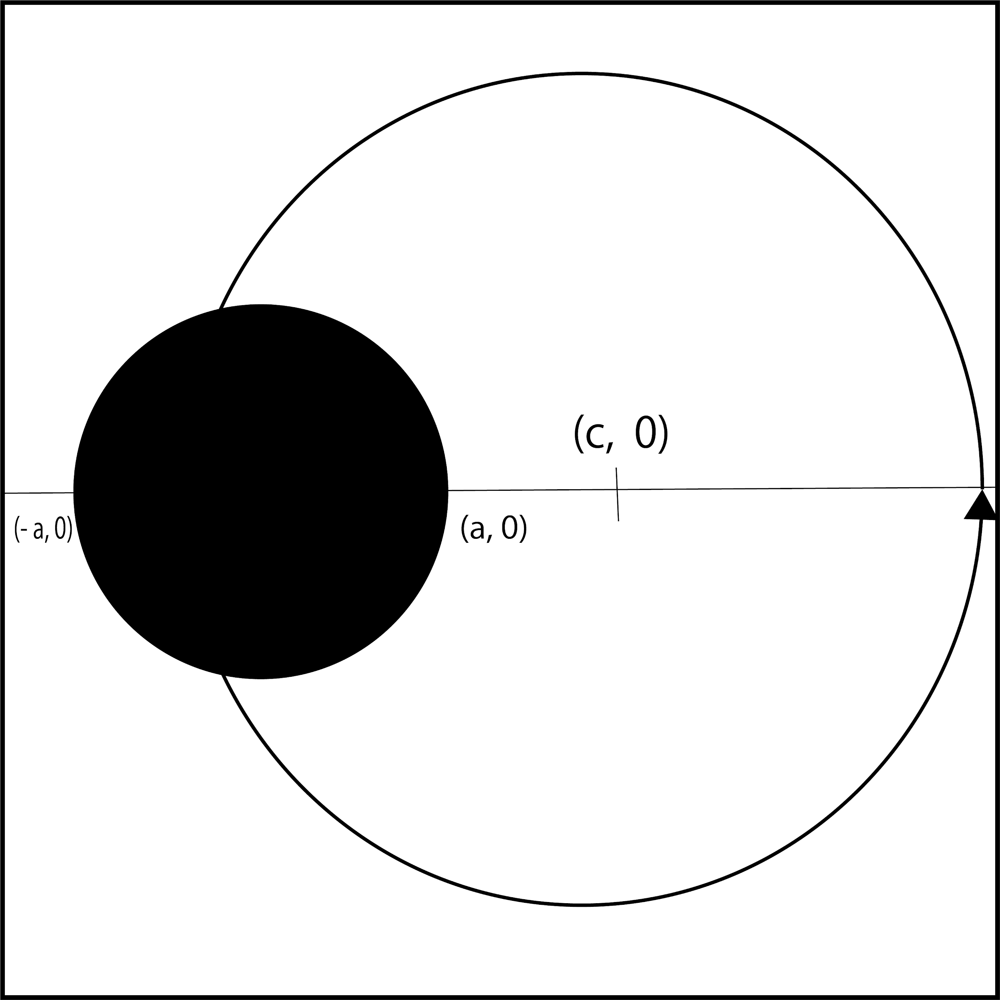 (c, 0)
(- a, 0) (a, 0)